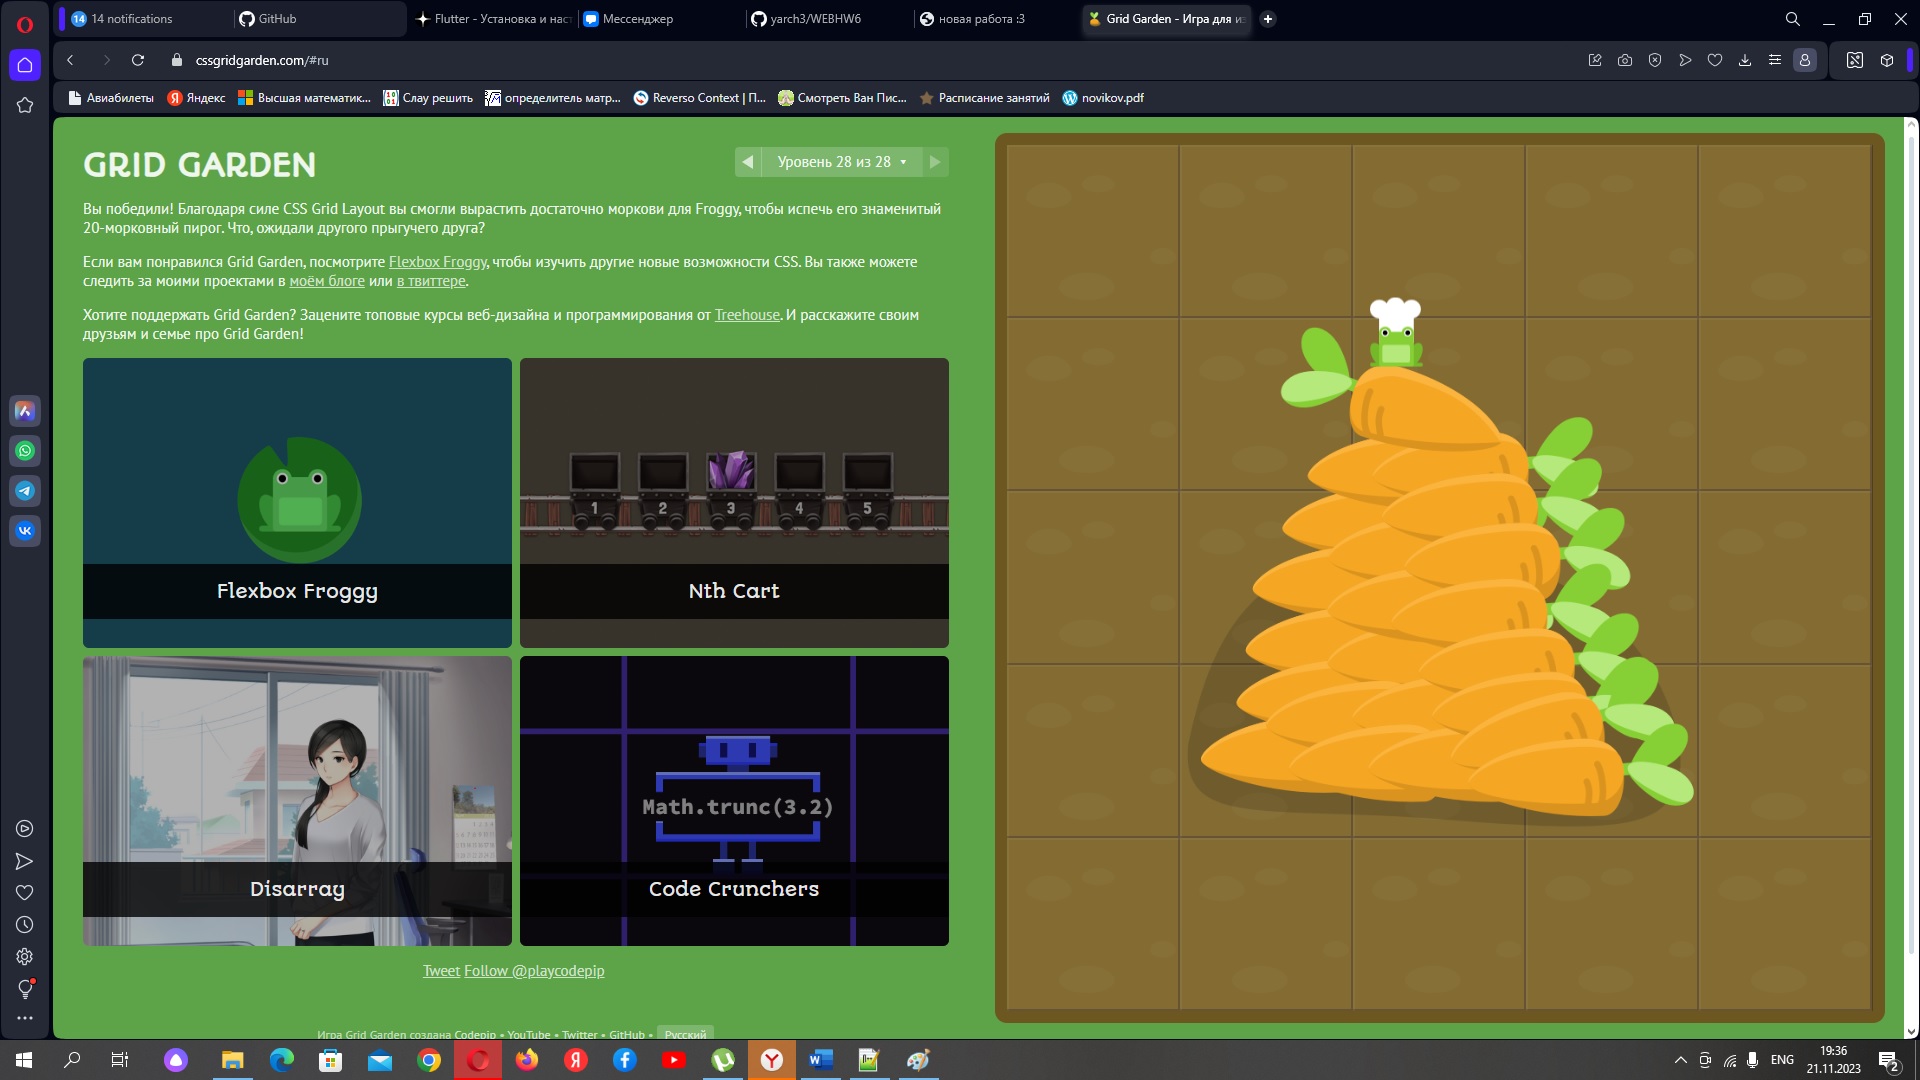 14 14 notifications
GitHub
Flutter - Установка и наст
Мессенджер
yarch3/WEBHW6
новая работа :3
Grid Garden - Игра для из
cssgridgarden.com/#ru
Авиабилеты
Яндекс
Высшая математик...
Слау решить
определитель матр...
Reverso Context | П...
Смотреть Ван Пис...
Расписание занятий
novikov.pdf
GRID GARDEN
Уровень 28 из 28
Вы победили! Благодаря силе CSS Grid Layout вы смогли вырастить достаточно моркови для Froggy, чтобы испечь его знаменитый
20-морковный пирог. Что, ожидали другого прыгучего друга?
Если вам понравился Grid Garden, посмотрите Flexbox Froggy, чтобы изучить другие новые возможности CSS. Вы также можете
следить за моими проектами в моём блоге или в твиттере.
Хотите поддержать Grid Garden? Зацените топовые курсы веб-дизайна и программирования от Treehouse. И расскажите своим
друзьям и семье про Grid Garden!
Flexbox Froggy
1 2 3 4 5
Nth Cart
Disarray
Math.trunc(3.2)
Code Crunchers
Tweet Follow @playcodepip
Игра Grid Garden создана Codepip • YouTube • Twitter • GitHub • Русский
ENG
19:36
21.11.2023
2